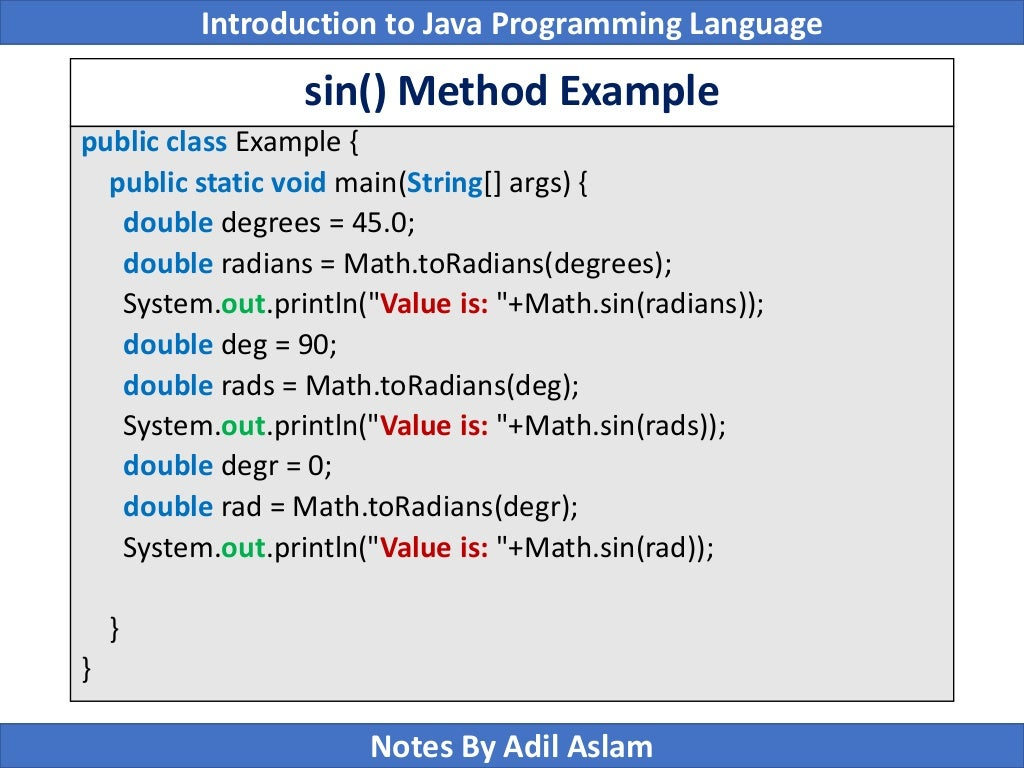 Introduction to Java Programming Language
sin() Method Example
public class Example {
public static void main(String[] args) {
double degrees = 45.0;
double radians = Math.toRadians(degrees);
System.out.println("Value is: "+Math.sin(radians));
double deg = 90;
double rads = Math.toRadians(deg);
System.out.println("Value is: "+Math.sin(rads));
double degr = 0;
double rad = Math.toRadians(degr);
System.out.println("Value is: "+Math.sin(rad));
}
}
Notes By Adil Aslam